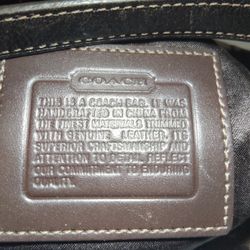 COACH
THIS IS A COACH BAG. IT WAS
HANDCRAFTED IN CHINA FROM
THE FINEST MATERIALS TRIMMED
WITH GENUINE LEATHER. ITS
SUPERIOR CRAFTSMANSHIP AND
ATTENTION TO DETAIL REFLECT
OUR COMMITMENT TO ENDURING
QUALITY.